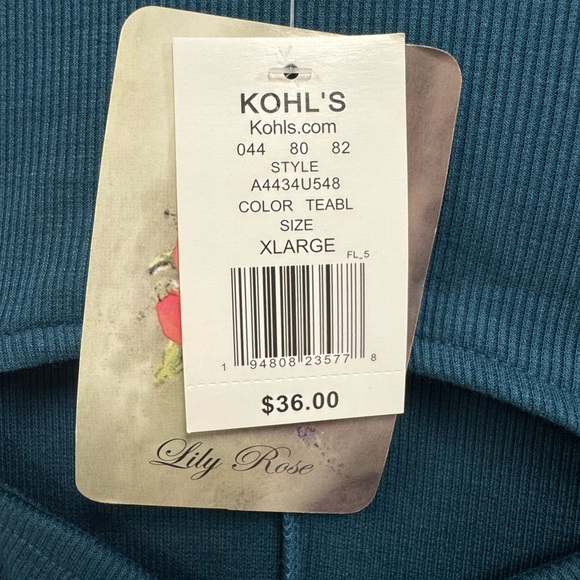 KOHL'S
Kohls.com
044 80 82
STYLE
A4434U548
COLOR TEABL
SIZE
XLARGE
FL_5
1 94808 23577 8
$36.00
Lily Rose